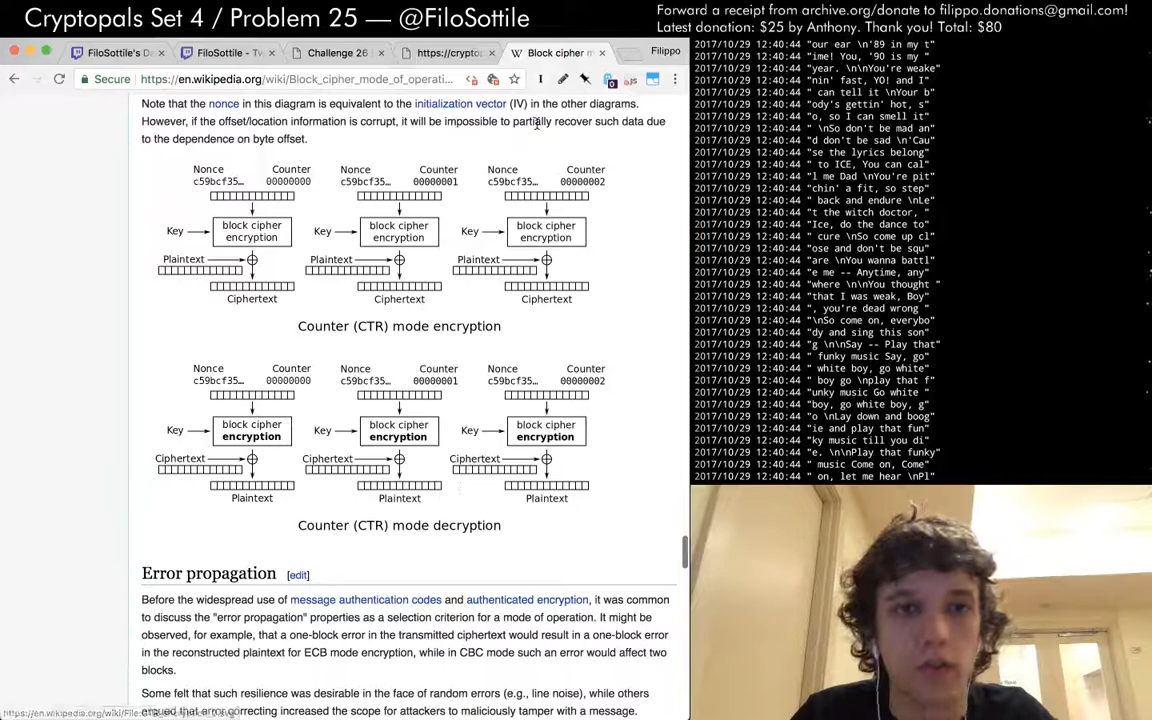 Cryptopals Set 4 / Problem 25 — @FiloSottile
Forward a receipt from archive.org/donate to filippo.donations@gmail.com!
Latest donation: $25 by Anthony. Thank you! Total: $80
FiloSottile's D
FiloSottile - Tw
Challenge 26
https://crypto
Block cipher m
Filippo
Secure
https://en.wikipedia.org/wiki/Block_cipher_mode_of_operati...
Note that the nonce in this diagram is equivalent to the initialization vector (IV) in the other diagrams.
However, if the offset/location information is corrupt, it will be impossible to partially recover such data due
to the dependence on byte offset.
Nonce Counter Nonce Counter Nonce Counter
c59bcf35... 00000000 c59bcf35... 00000001 c59bcf35... 00000002
Key block cipher encryption Key block cipher encryption Key block cipher encryption
Plaintext Plaintext Plaintext
Ciphertext Ciphertext Ciphertext
Counter (CTR) mode encryption
Nonce Counter Nonce Counter Nonce Counter
c59bcf35... 00000000 c59bcf35... 00000001 c59bcf35... 00000002
Key block cipher encryption Key block cipher encryption Key block cipher encryption
Ciphertext Ciphertext Ciphertext
Plaintext Plaintext Plaintext
Counter (CTR) mode decryption
Error propagation [edit]
Before the widespread use of message authentication codes and authenticated encryption, it was common
to discuss the "error propagation" properties as a selection criterion for a mode of operation. It might be
observed, for example, that a one-block error in the transmitted ciphertext would result in a one-block error
in the reconstructed plaintext for ECB mode encryption, while in CBC mode such an error would affect two
blocks.
Some felt that such resilience was desirable in the face of random errors (e.g., line noise), while others
argued that error correcting increased the scope for attackers to maliciously tamper with a message.
2017/10/29 12:40:44 "our ear \n'89 in my t"
2017/10/29 12:40:44 "ime! You, '90 is my "
2017/10/29 12:40:44 "year. \n\nYou're weake"
2017/10/29 12:40:44 "nin' fast, YO! and I"
2017/10/29 12:40:44 " can tell it \nYour b"
2017/10/29 12:40:44 "ody's gettin' hot, s"
2017/10/29 12:40:44 "o, so I can smell it"
2017/10/29 12:40:44 " \nSo don't be mad an"
2017/10/29 12:40:44 "d don't be sad \n'Cau"
2017/10/29 12:40:44 "se the lyrics belong"
2017/10/29 12:40:44 " to ICE, You can cal"
2017/10/29 12:40:44 "l me Dad \nYou're pit"
2017/10/29 12:40:44 "chin' a fit, so step"
2017/10/29 12:40:44 " back and endure \nLe"
2017/10/29 12:40:44 "t the witch doctor, "
2017/10/29 12:40:44 "Ice, do the dance to"
2017/10/29 12:40:44 " cure \nSo come up cl"
2017/10/29 12:40:44 "ose and don't be squ"
2017/10/29 12:40:44 "are \nYou wanna battl"
2017/10/29 12:40:44 "e me -- Anytime, any"
2017/10/29 12:40:44 "where \n\nYou thought "
2017/10/29 12:40:44 "that I was weak, Boy"
2017/10/29 12:40:44 ", you're dead wrong "
2017/10/29 12:40:44 "\nSo come on, everybo"
2017/10/29 12:40:44 "dy and sing this son"
2017/10/29 12:40:44 "g \n\nSay -- Play that"
2017/10/29 12:40:44 " funky music Say, go"
2017/10/29 12:40:44 " white boy, go white"
2017/10/29 12:40:44 " boy go \nplay that f"
2017/10/29 12:40:44 "unky music Go white "
2017/10/29 12:40:44 "boy, go white boy, g"
2017/10/29 12:40:44 "o \nLay down and boog"
2017/10/29 12:40:44 "ie and play that fun"
2017/10/29 12:40:44 "ky music till you di"
2017/10/29 12:40:44 "e. \n\nPlay that funky"
2017/10/29 12:40:44 " music Come on, Come"
2017/10/29 12:40:44 " on, let me hear \nPl"